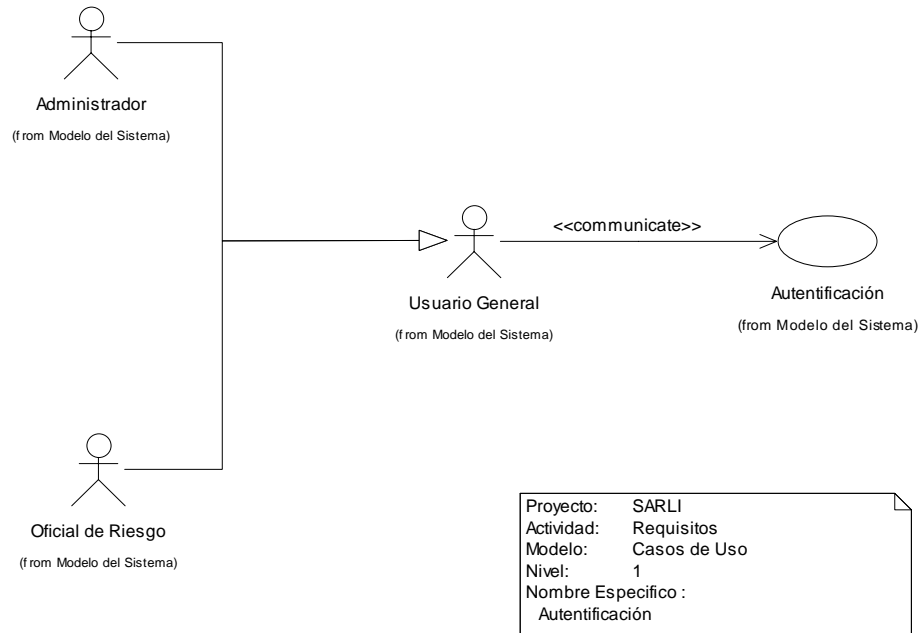 Administrador
(from Modelo del Sistema)
<<communicate>>
Usuario General
(from Modelo del Sistema)
Autentificación
(from Modelo del Sistema)
Oficial de Riesgo
(from Modelo del Sistema)
Proyecto: SARLI
Actividad: Requisitos
Modelo: Casos de Uso
Nivel: 1
Nombre Especifico :
Autentificación